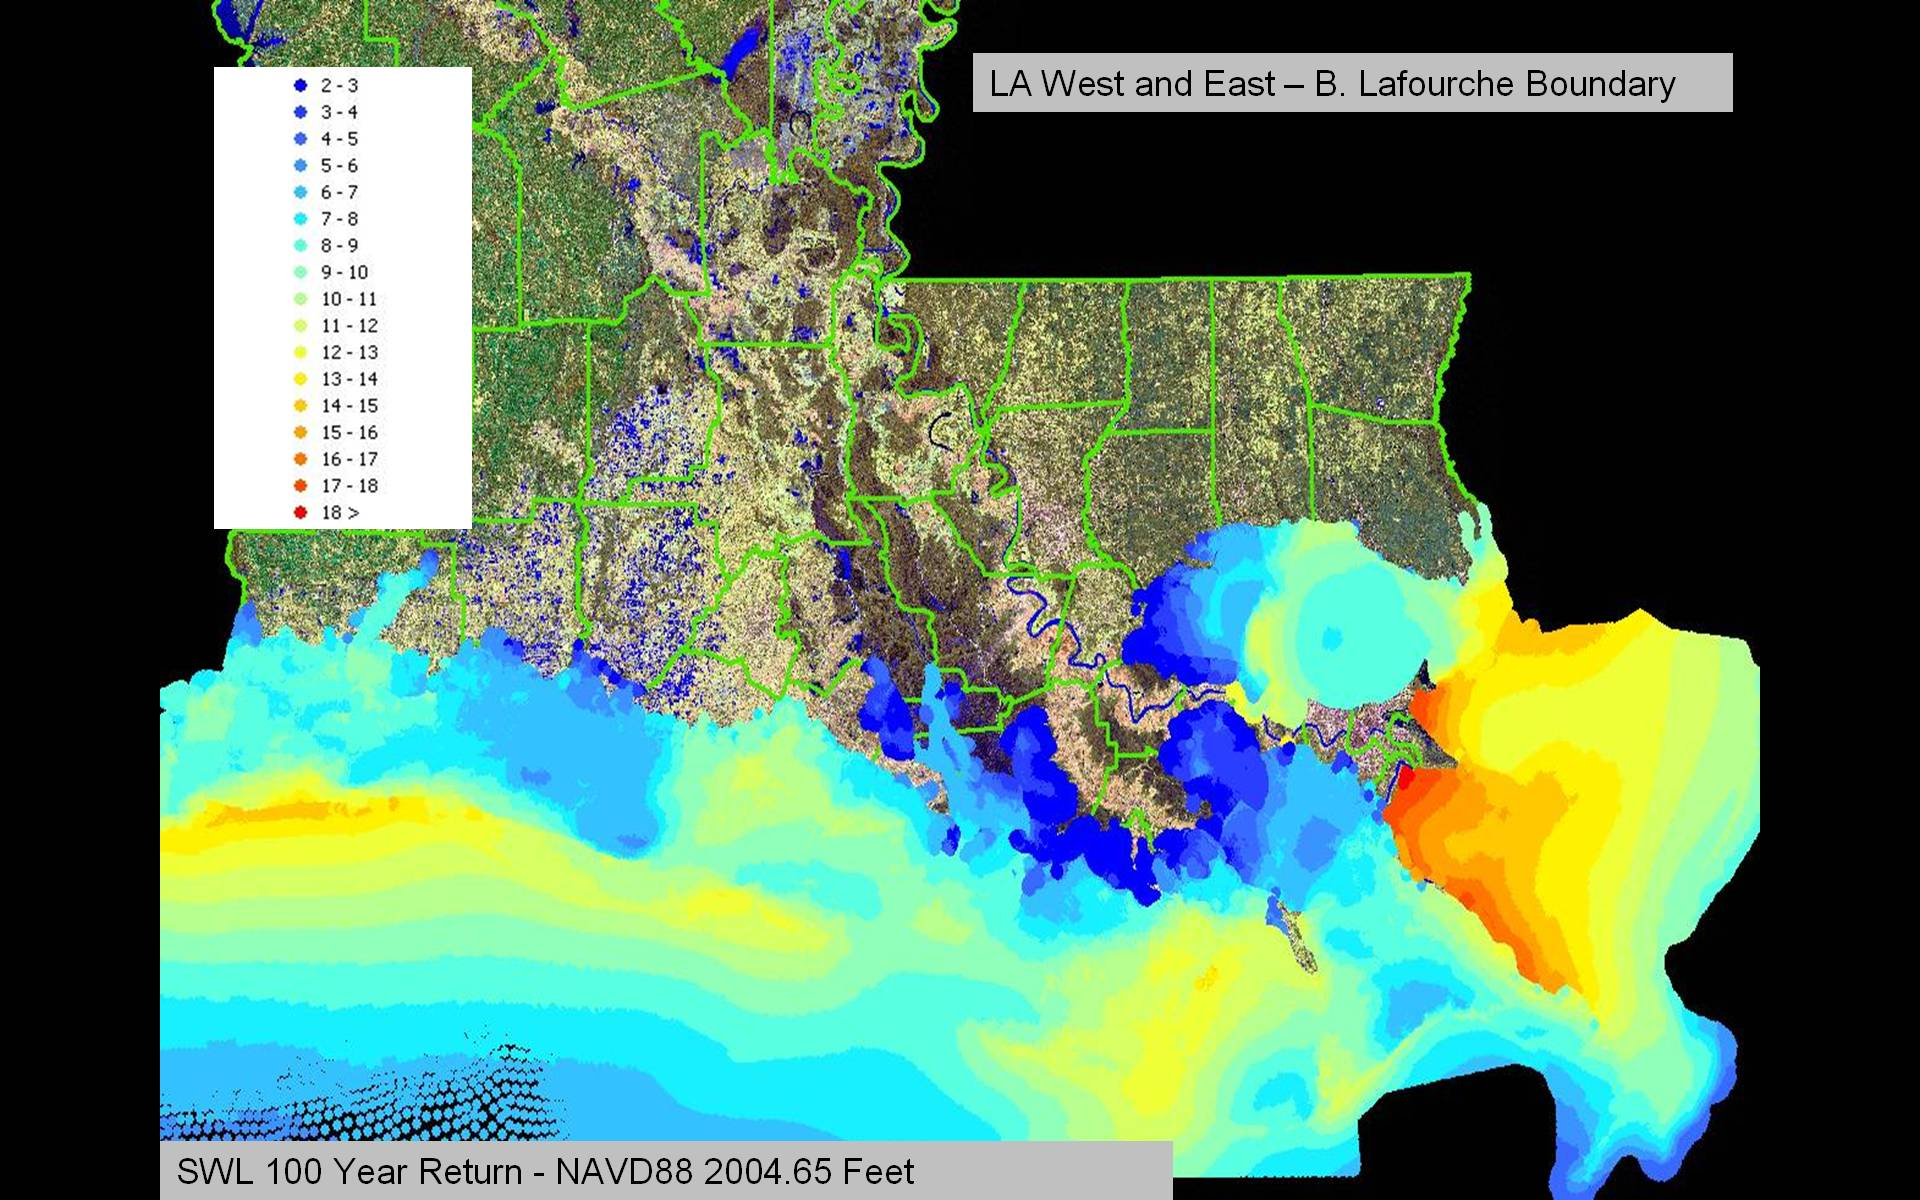 LA West and East – B. Lafourche Boundary
2 - 3
3 - 4
4 - 5
5 - 6
6 - 7
7 - 8
8 - 9
9 - 10
10 - 11
11 - 12
12 - 13
13 - 14
14 - 15
15 - 16
16 - 17
17 - 18
18 >
SWL 100 Year Return - NAVD88 2004.65 Feet